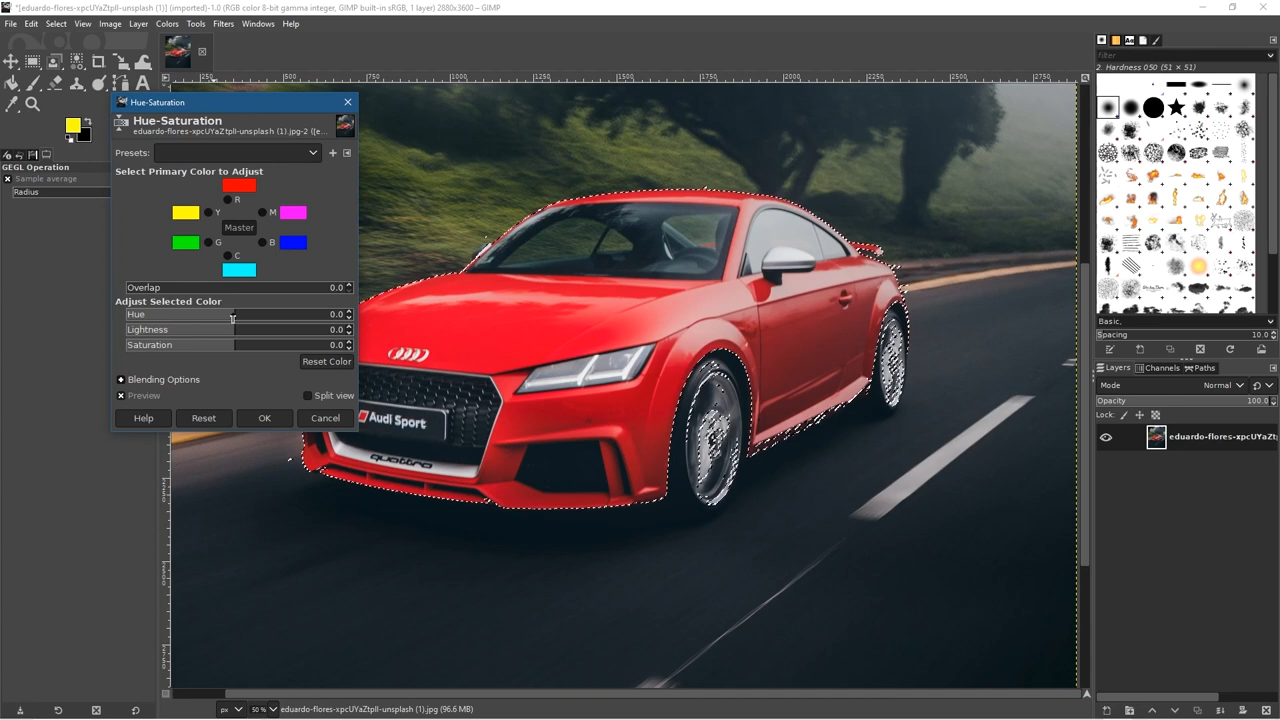 *[eduardo-flores-xpcUYaZtplI-unsplash (1)] (imported)-1.0 (RGB color 8-bit gamma integer, GIMP built-in sRGB, 1 layer) 2880x3600 – GIMP
File Edit Select View Image Layer Colors Tools Filters Windows Help
250 500 750 1000 1250 1500 1750 2000 2250 2500 2750
GEGL Operation
Sample average
Radius
Hue-Saturation
Hue-Saturation
eduardo-flores-xpcUYaZtplI-unsplash (1).jpg-2 ([e...
Presets:
Select Primary Color to Adjust
R
Y M
Master
G B
C
Overlap 0.0
Adjust Selected Color
Hue 0.0
Lightness 0.0
Saturation 0.0
Reset Color
Blending Options
Preview Split view
Help Reset OK Cancel
Audi Sport
quattro
filter
2. Hardness 050 (51 × 51)
Basic,
Spacing 10.0
Layers Channels Paths
Mode Normal
Opacity 100.0
Lock:
eduardo-flores-xpcUYaZtp
px 50 % eduardo-flores-xpcUYaZtplI-unsplash (1).jpg (96.6 MB)